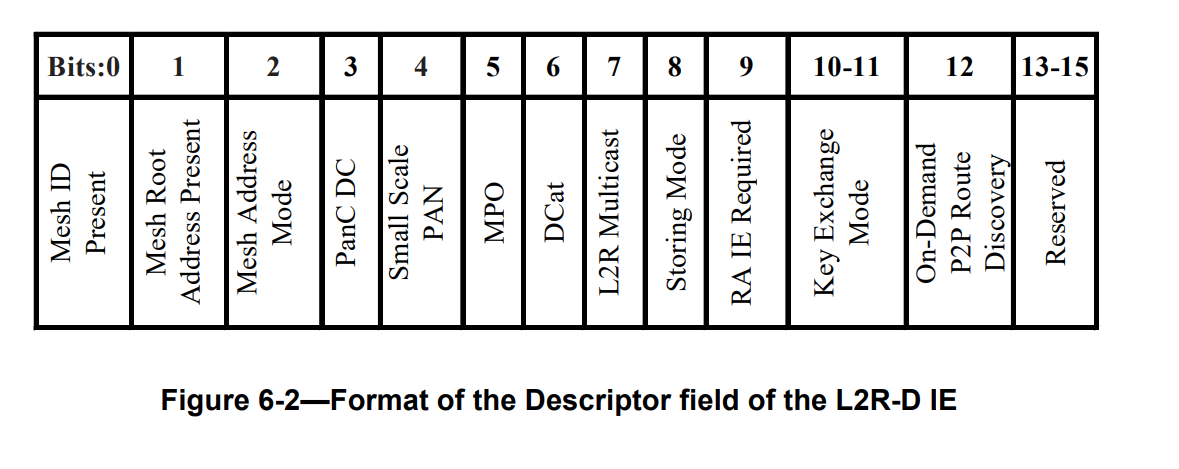 Bits:0 1 2 3 4 5 6 7 8 9 10-11 12 13-15
Mesh ID
Present
Mesh Root
Address Present
Mesh Address
Mode
PanC DC
Small Scale
PAN
MPO
DCat
L2R Multicast
Storing Mode
RA IE Required
Key Exchange
Mode
On-Demand
P2P Route
Discovery
Reserved
Figure 6-2—Format of the Descriptor field of the L2R-D IE